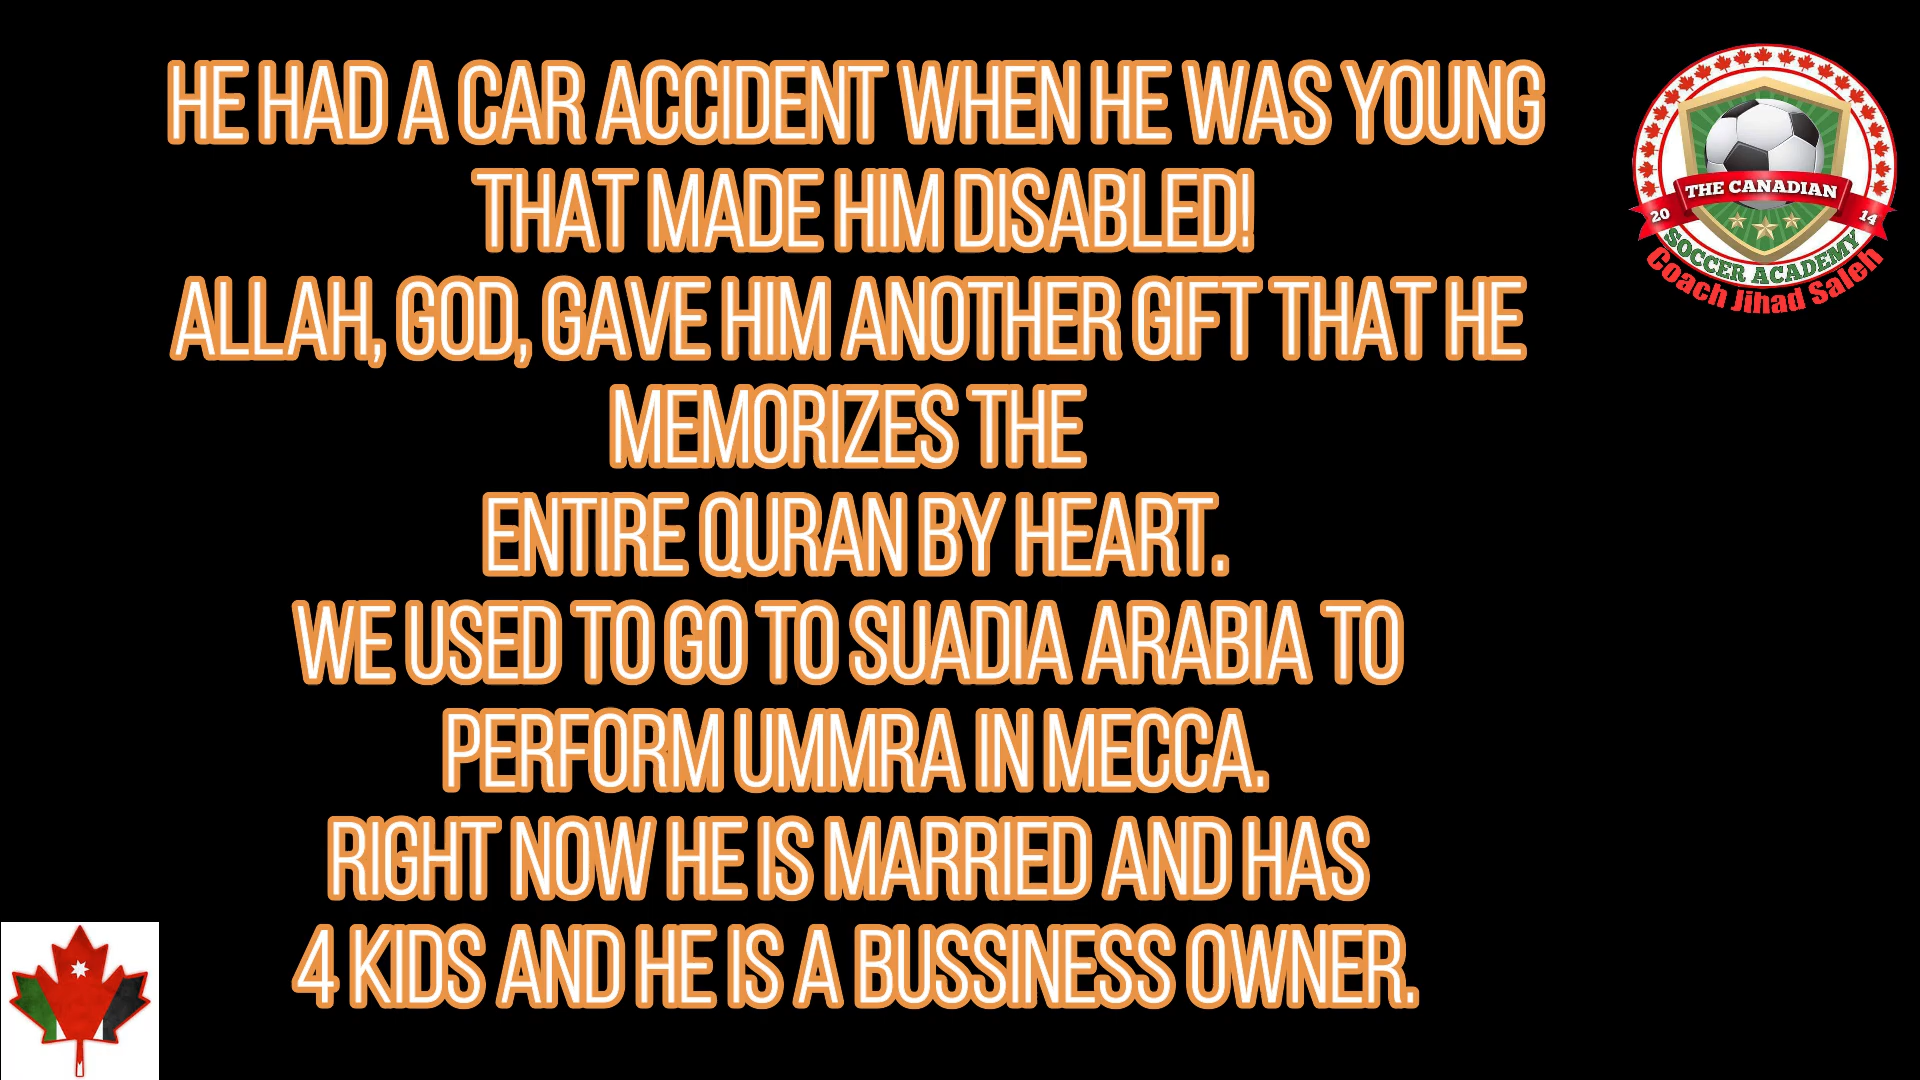 HE HAD A CAR ACCIDENT WHEN HE WAS YOUNG
THAT MADE HIM DISABLED!
ALLAH, GOD, GAVE HIM ANOTHER GIFT THAT HE
MEMORIZES THE
ENTIRE QURAN BY HEART.
WE USED TO GO TO SUADIA ARABIA TO
PERFORM UMMRA IN MECCA.
RIGHT NOW HE IS MARRIED AND HAS
4 KIDS AND HE IS A BUSSINESS OWNER.
THE CANADIAN
20 14
SOCCER ACADEMY
Coach Jihad Saleh